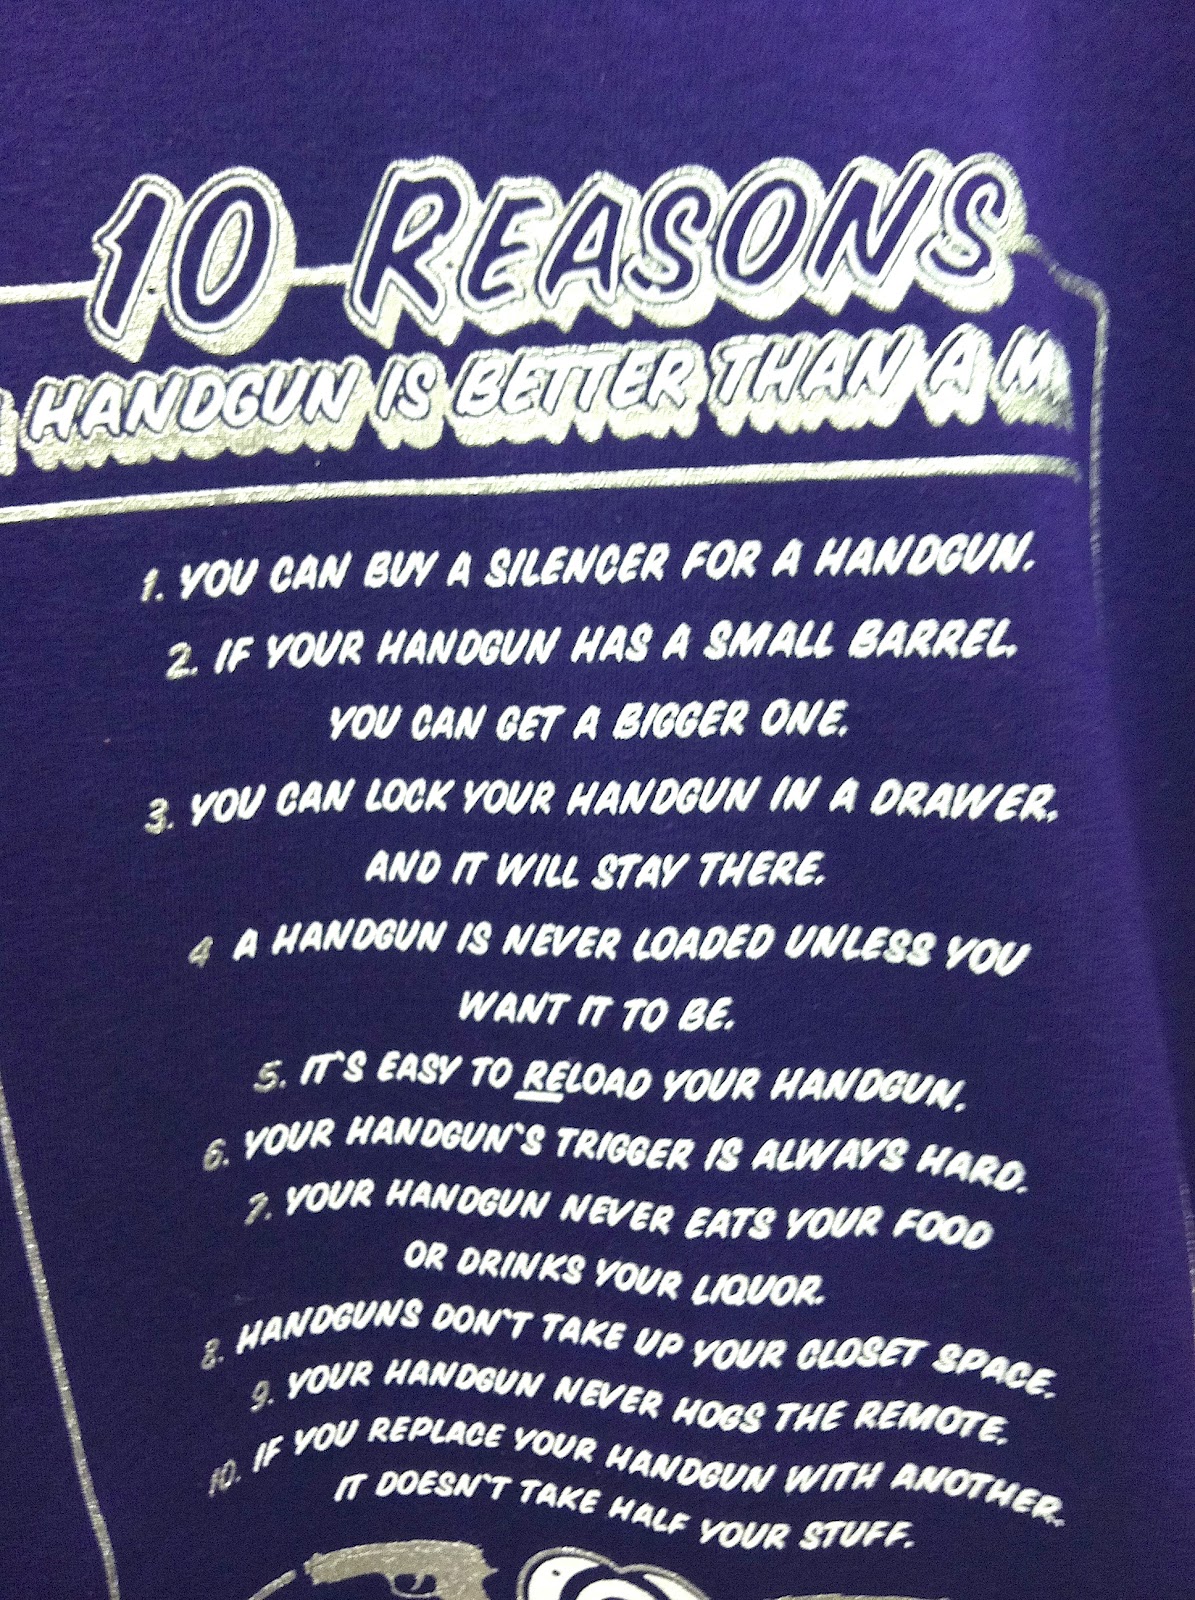 10 REASONS
HANDGUN IS BETTER THAN A M
1. YOU CAN BUY A SILENCER FOR A HANDGUN.
2. IF YOUR HANDGUN HAS A SMALL BARREL,
YOU CAN GET A BIGGER ONE.
3. YOU CAN LOCK YOUR HANDGUN IN A DRAWER,
AND IT WILL STAY THERE.
4 A HANDGUN IS NEVER LOADED UNLESS YOU
WANT IT TO BE.
5. IT'S EASY TO RELOAD YOUR HANDGUN.
6. YOUR HANDGUN'S TRIGGER IS ALWAYS HARD.
7. YOUR HANDGUN NEVER EATS YOUR FOOD
OR DRINKS YOUR LIQUOR.
8. HANDGUNS DON'T TAKE UP YOUR CLOSET SPACE.
9. YOUR HANDGUN NEVER HOGS THE REMOTE.
10. IF YOU REPLACE YOUR HANDGUN WITH ANOTHER,
IT DOESN'T TAKE HALF YOUR STUFF.